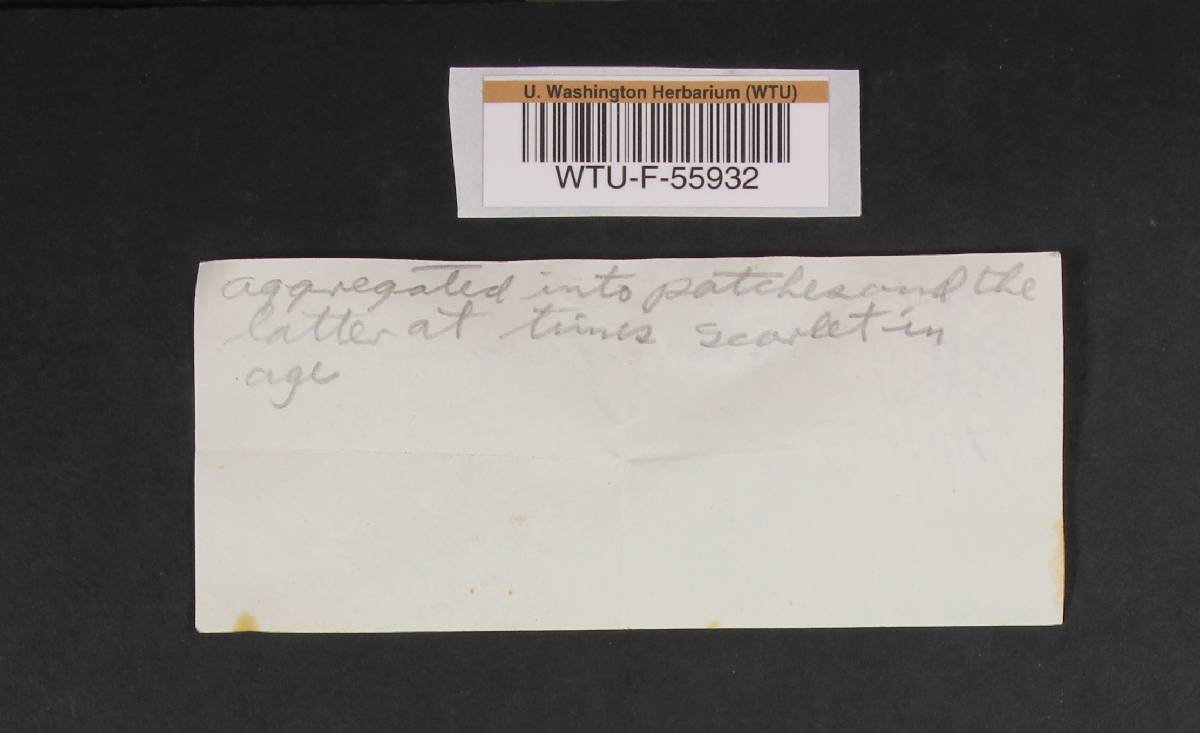 U. Washington Herbarium (WTU)
WTU-F-55932
aggregated into patches and the
latter at times scarlet in
age